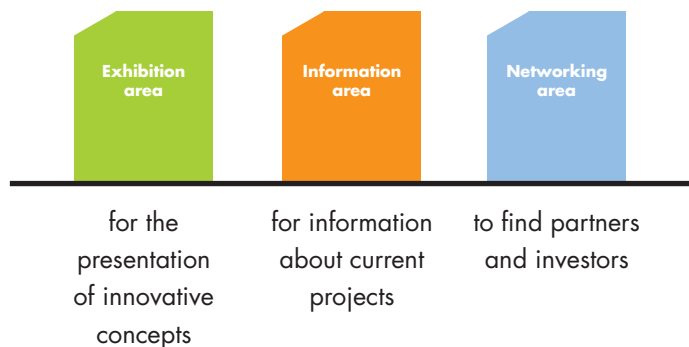 Exhibition
area
Information
area
Networking
area
for the
presentation
of innovative
concepts
for information
about current
projects
to find partners
and investors